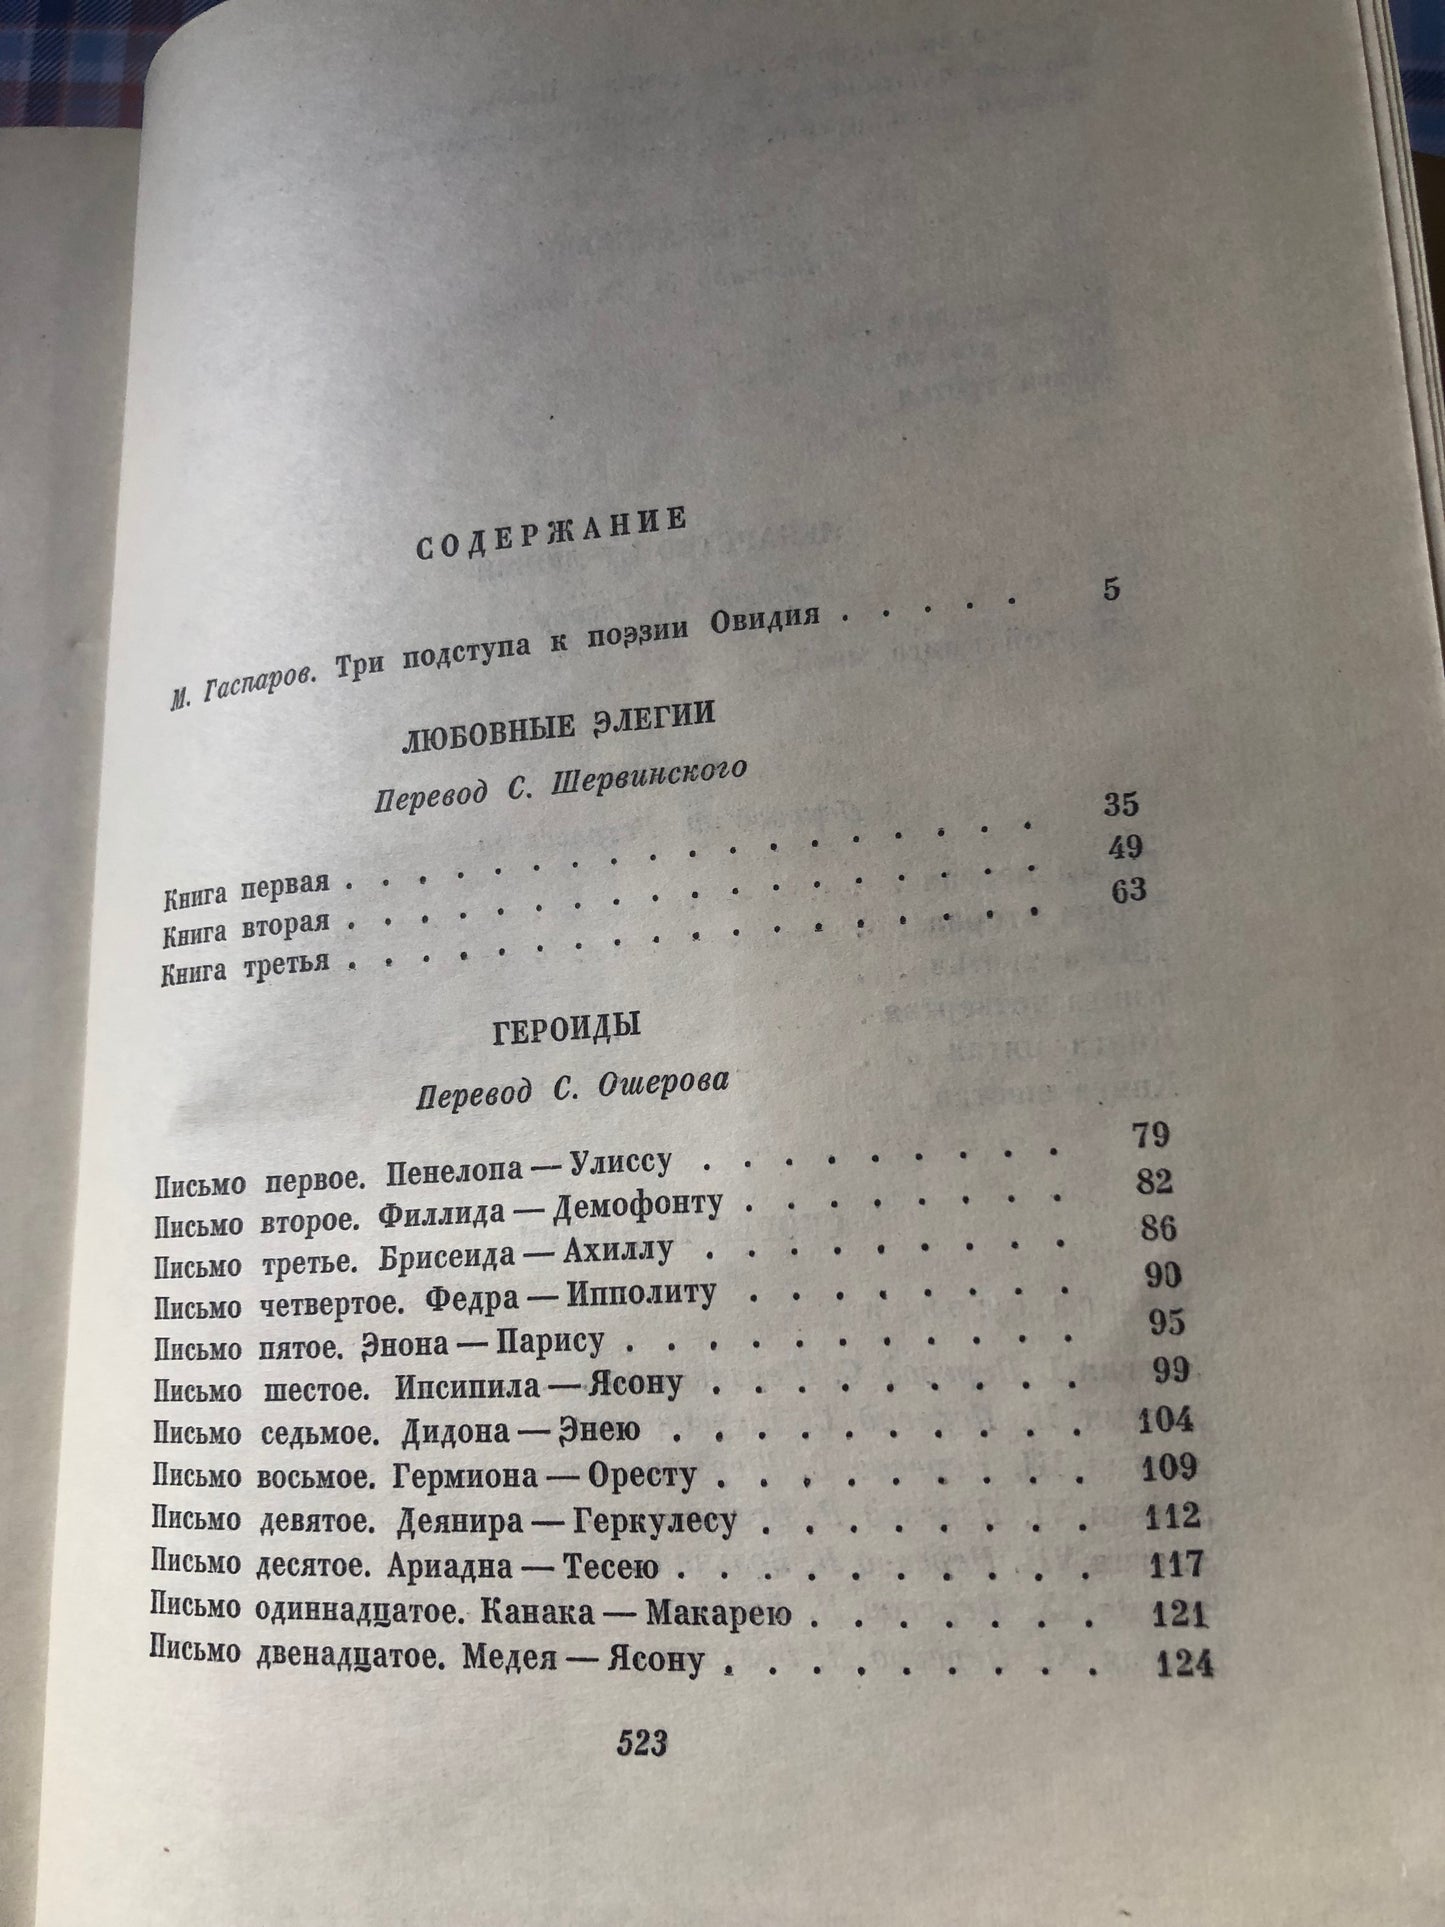 СОДЕРЖАНИЕ
М. Гаспаров. Три подступа к поэзии Овидия . . . . . 5
ЛЮБОВНЫЕ ЭЛЕГИИ
Перевод С. Шервинского
Книга первая . . . . . . . . . . . . . . . . . 35
Книга вторая . . . . . . . . . . . . . . . . . 49
Книга третья . . . . . . . . . . . . . . . . . 63
ГЕРОИДЫ
Перевод С. Ошерова
Письмо первое. Пенелопа — Улиссу . . . . . . . . . 79
Письмо второе. Филлида — Демофонту . . . . . . . . 82
Письмо третье. Брисеида — Ахиллу . . . . . . . . . 86
Письмо четвертое. Федра — Ипполиту . . . . . . . . 90
Письмо пятое. Энона — Парису . . . . . . . . . . . 95
Письмо шестое. Ипсипила — Ясону . . . . . . . . . 99
Письмо седьмое. Дидона — Энею . . . . . . . . . . 104
Письмо восьмое. Гермиона — Оресту . . . . . . . . . 109
Письмо девятое. Деянира — Геркулесу . . . . . . . . 112
Письмо десятое. Ариадна — Тесею . . . . . . . . . . 117
Письмо одиннадцатое. Канака — Макарею . . . . . . . 121
Письмо двенадцатое. Медея — Ясону . . . . . . . . . 124
523